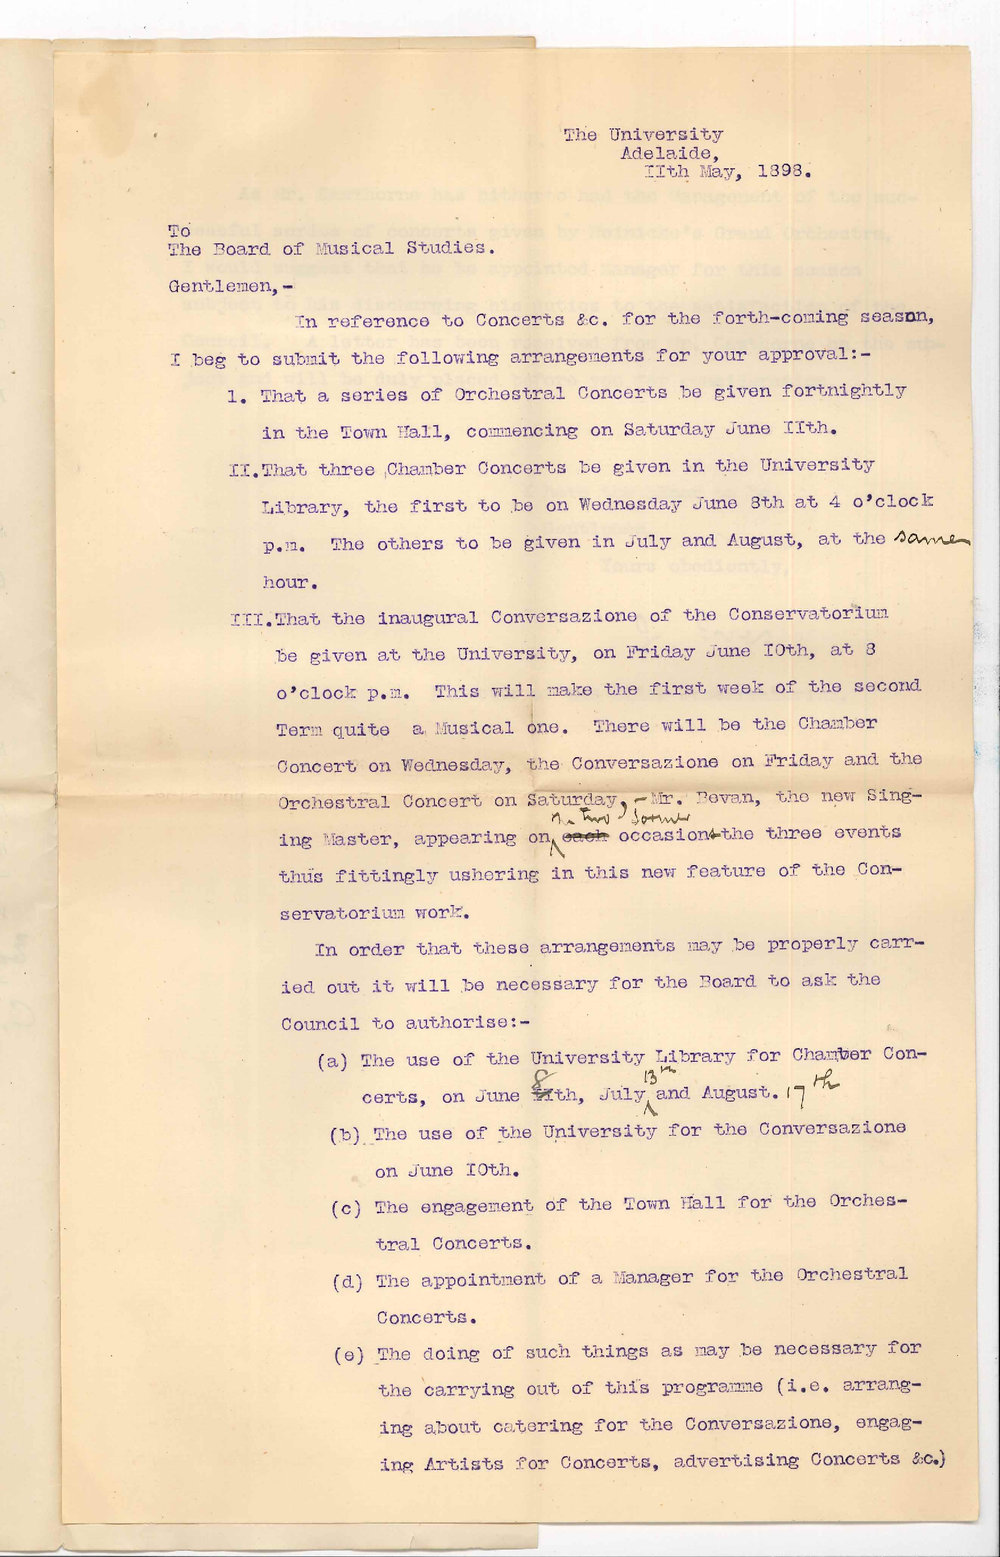 The University
Adelaide,
IIth May, 1898.
To
The Board of Musical Studies.
Gentlemen,-
In reference to Concerts &c. for the forth-coming season,
I beg to submit the following arrangements for your approval:-
1. That a series of Orchestral Concerts be given fortnightly
in the Town Hall, commencing on Saturday June IIth.
II.That three Chamber Concerts be given in the University
Library, the first to be on Wednesday June 8th at 4 o'clock
p.m. The others to be given in July and August, at the same
hour.
III.That the inaugural Conversazione of the Conservatorium
be given at the University, on Friday June I0th, at 8
o'clock p.m. This will make the first week of the second
Term quite a Musical one. There will be the Chamber
Concert on Wednesday, the Conversazione on Friday and the
Orchestral Concert on Saturday, - Mr. Bevan, the new Sing-
the two former
ing Master, appearing on each occasions the three events
thus fittingly ushering in this new feature of the Con-
servatorium work.
In order that these arrangements may be properly carr-
ied out it will be necessary for the Board to ask the
Council to authorise:-
(a) The use of the University Library for Chamber Con-
certs, on June 8th, July 13th and August. 17th
(b) The use of the University for the Conversazione
on June I0th.
(c) The engagement of the Town Hall for the Orches-
tral Concerts.
(d) The appointment of a Manager for the Orchestral
Concerts.
(e) The doing of such things as may be necessary for
the carrying out of this programme (i.e. arrang-
ing about catering for the Conversazione, engag-
ing Artists for Concerts, advertising Concerts &c.)